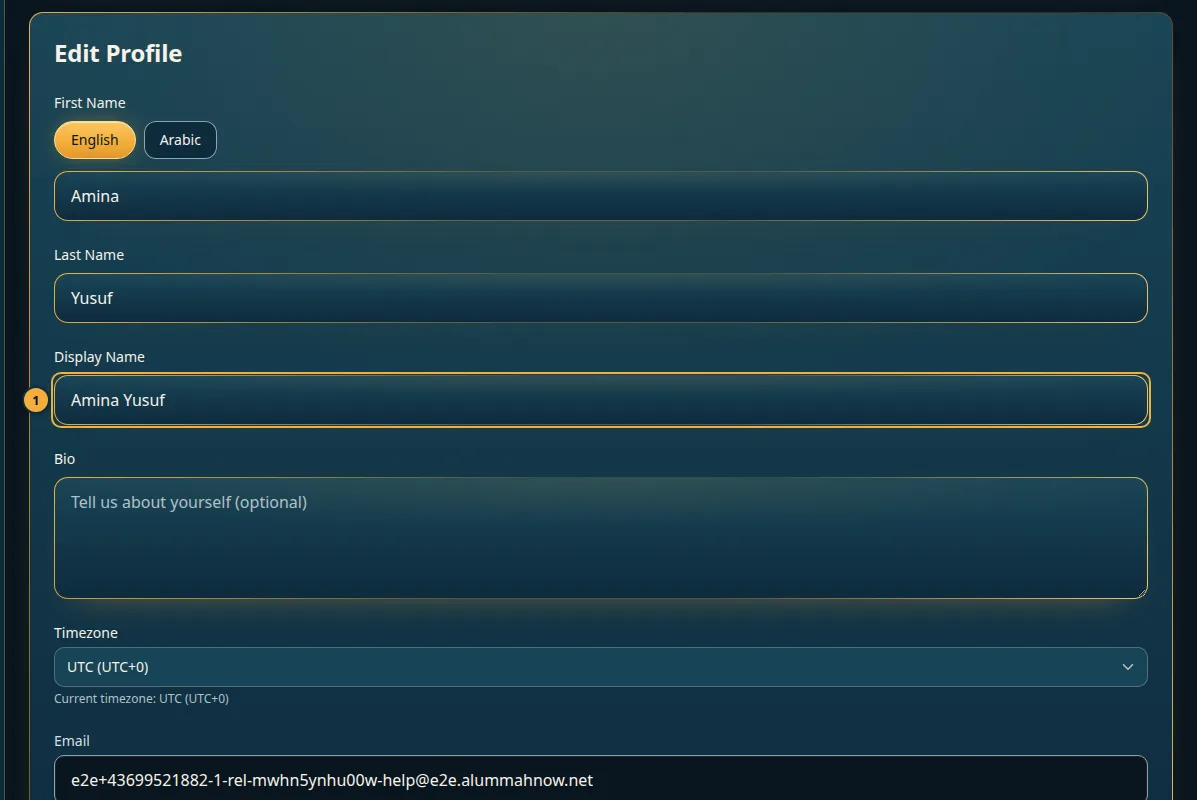 Edit Profile
First Name
English Arabic
Amina
Last Name
Yusuf
Display Name
1 Amina Yusuf
Bio
Tell us about yourself (optional)
Timezone
UTC (UTC+0)
Current timezone: UTC (UTC+0)
Email
e2e+43699521882-1-rel-mwhn5ynhu00w-help@e2e.alummahnow.net